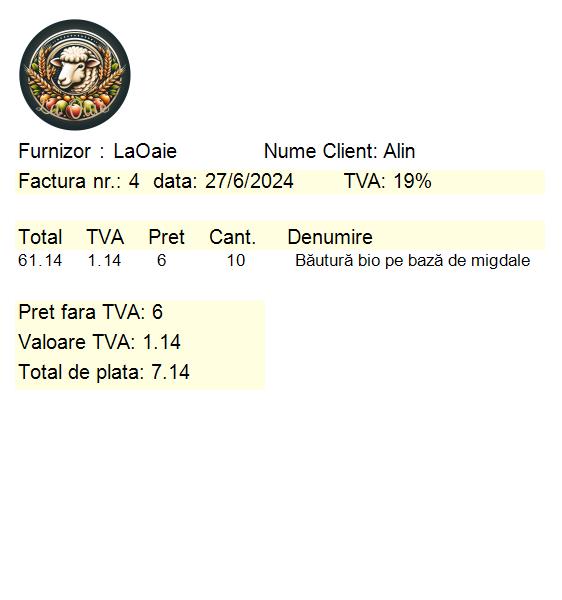 La Oaie
Furnizor : LaOaie Nume Client: Alin
Factura nr.: 4 data: 27/6/2024 TVA: 19%
Total TVA Pret Cant. Denumire
61.14 1.14 6 10 Băutură bio pe bază de migdale
Pret fara TVA: 6
Valoare TVA: 1.14
Total de plata: 7.14